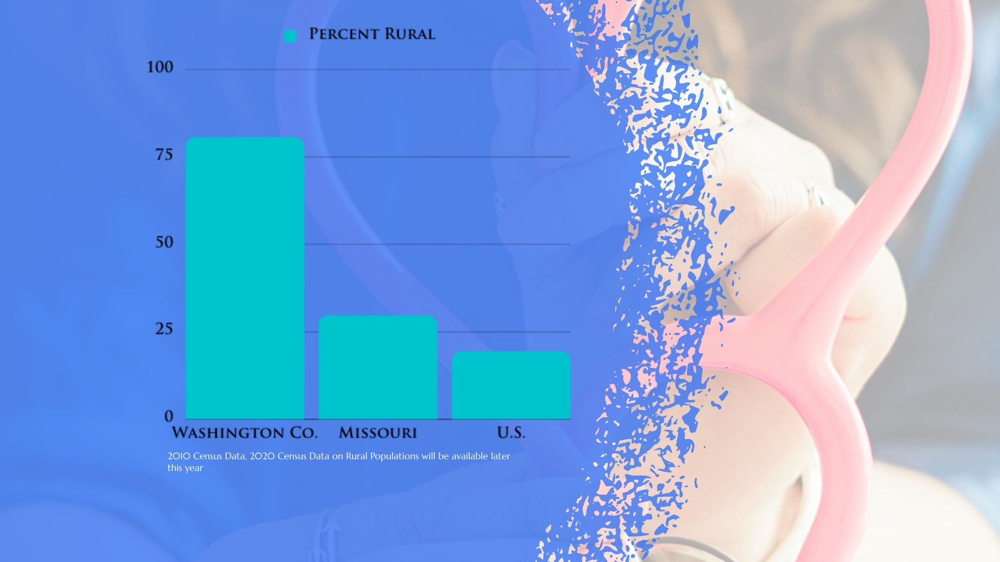 Percent Rural
100
75
50
25
0
Washington Co. Missouri U.S.
2010 Census Data, 2020 Census Data on Rural Populations will be available later
this year